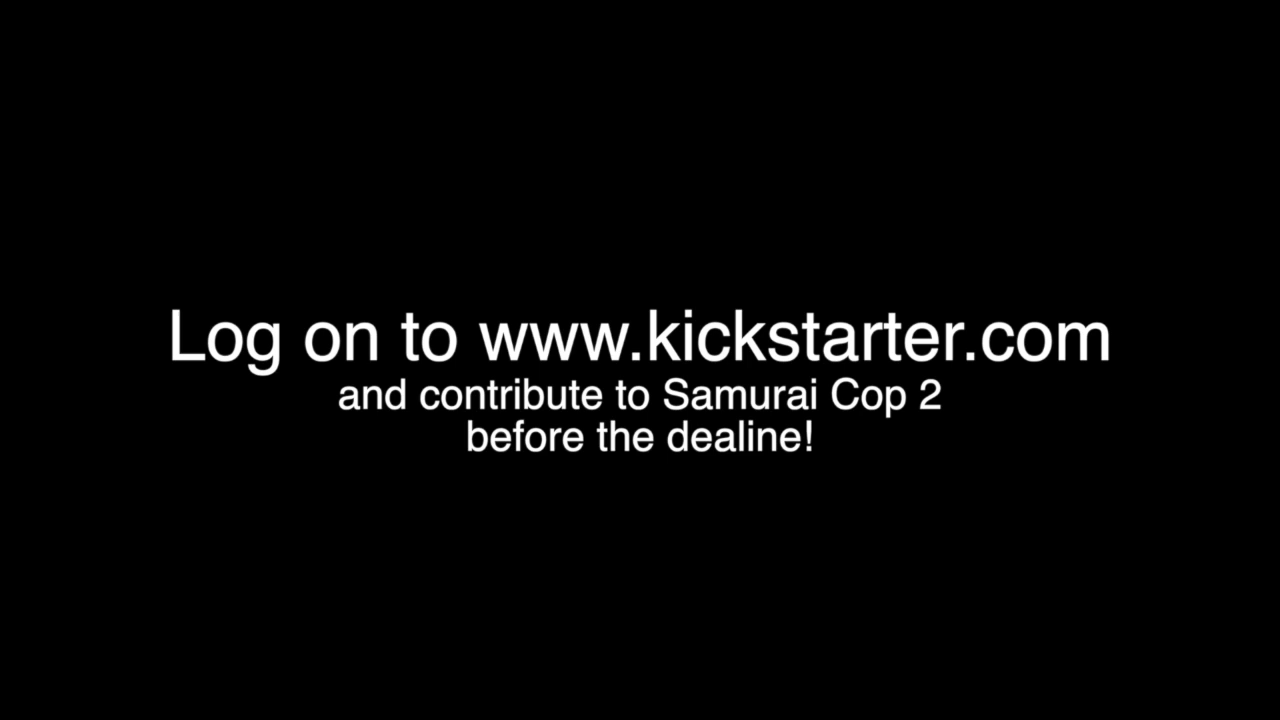 Log on to www.kickstarter.com
and contribute to Samurai Cop 2
before the dealine!